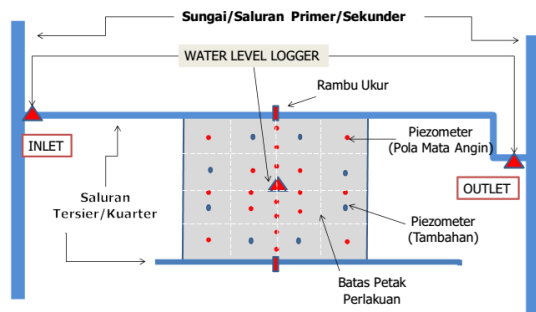 Sungai/Saluran Primer/Sekunder
WATER LEVEL LOGGER
Rambu Ukur
INLET
Piezometer
(Pola Mata Angin)
OUTLET
Saluran
Tersier/Kuarter
Piezometer
(Tambahan)
Batas Petak
Perlakuan